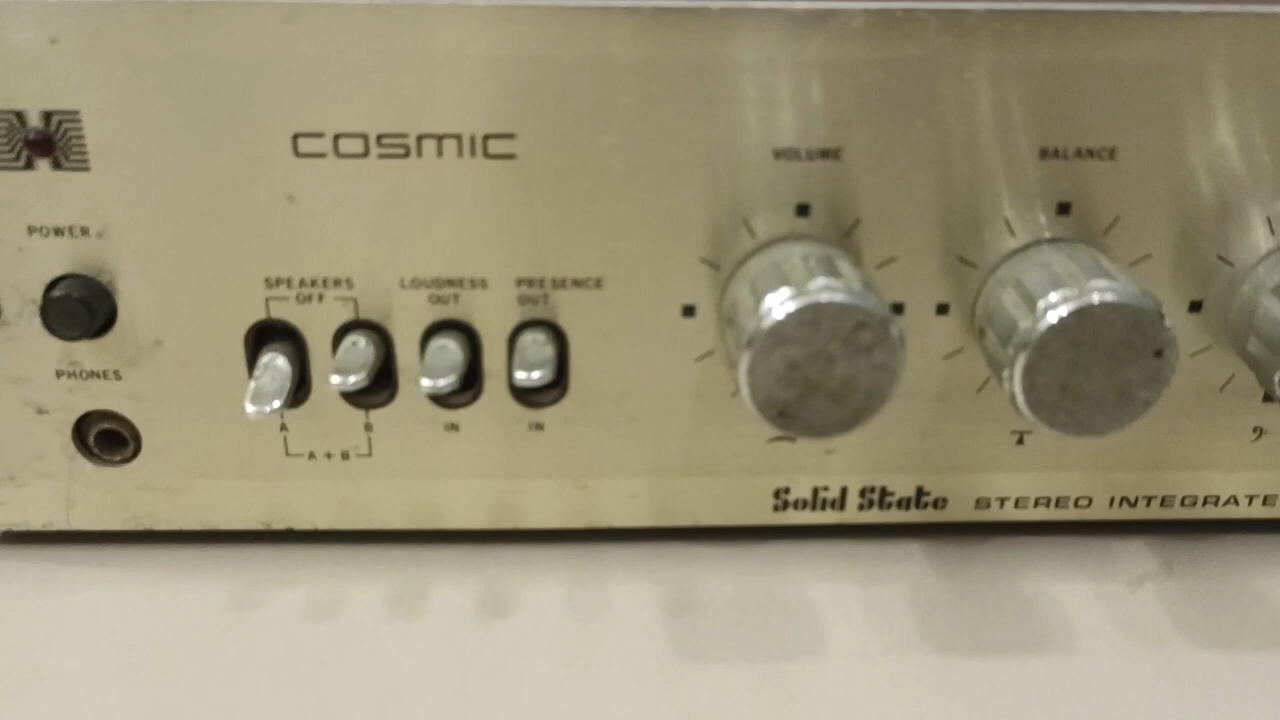 COSMIC
VOLUME
BALANCE
POWER
SPEAKERS
OFF
LOUDNESS
OUT
PRESENCE
OUT
PHONES
A
B
IN
IN
A + B
Solid State STEREO INTEGRATE